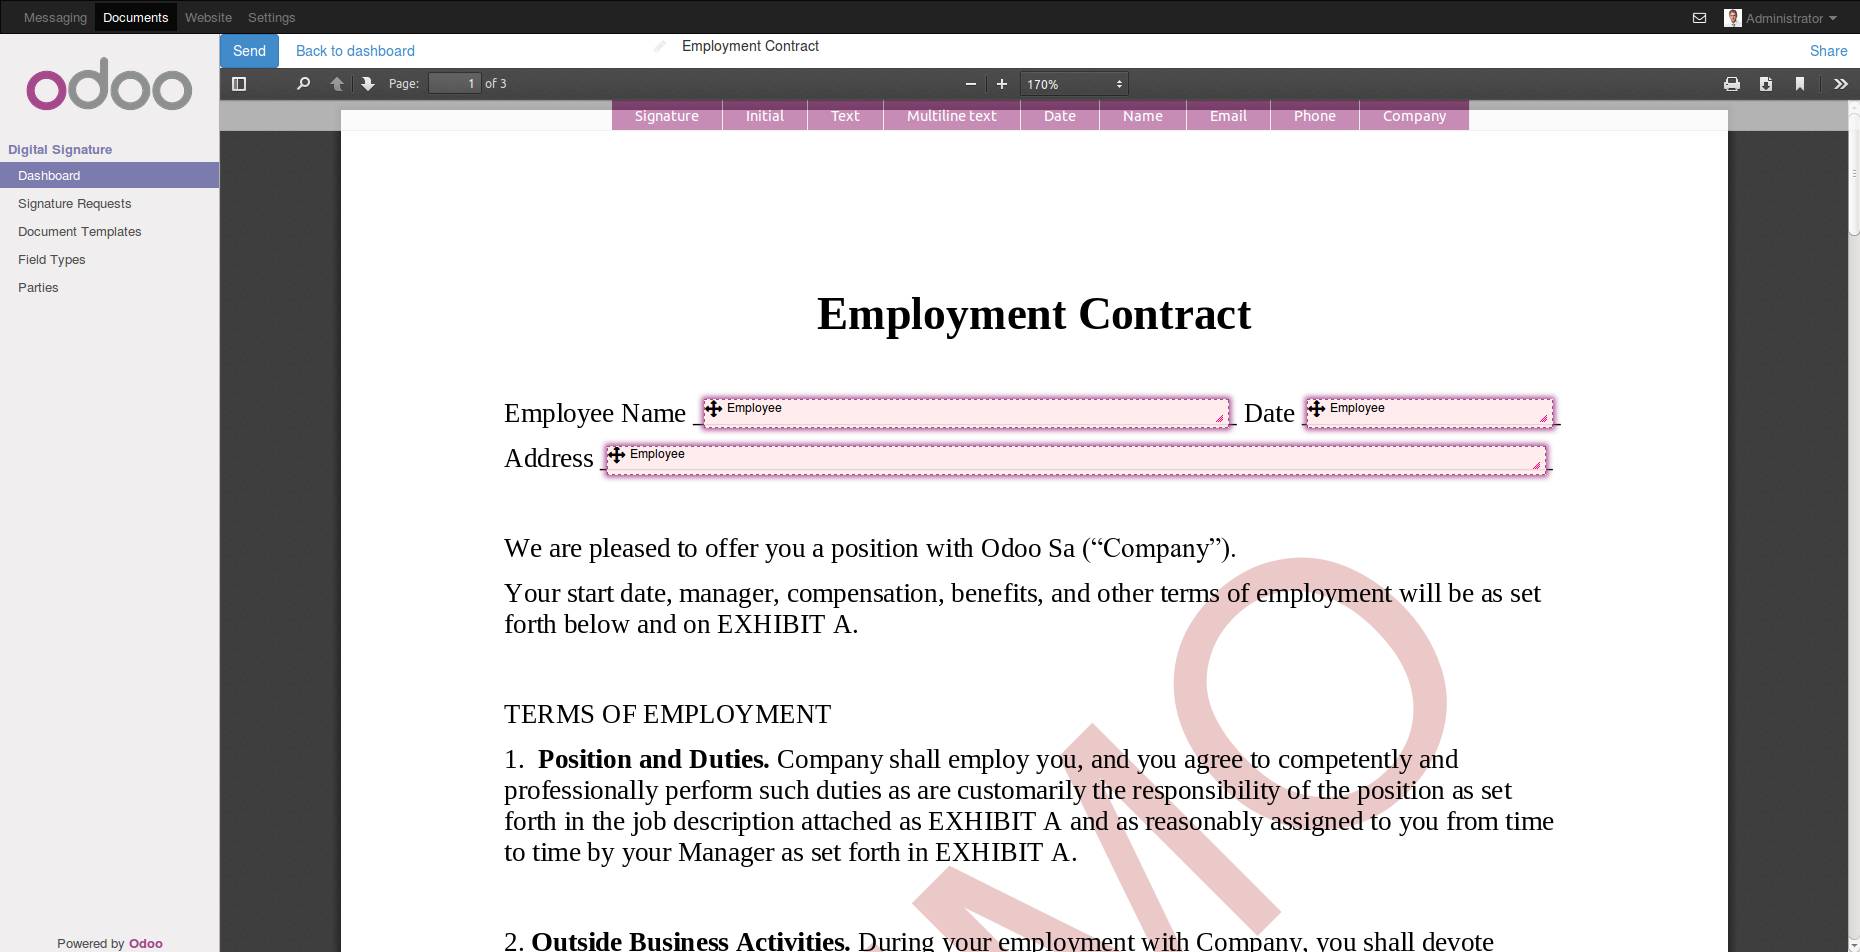 Messaging Documents Website Settings Administrator
Send Back to dashboard Employment Contract Share
odoo
Page: 1 of 3 170%
Signature Initial Text Multiline text Date Name Email Phone Company
Digital Signature
Dashboard
Signature Requests
Document Templates
Field Types
Parties
Powered by Odoo
Employment Contract
Employee Name _ Employee _ Date _ Employee _
Address _ Employee _
We are pleased to offer you a position with Odoo Sa (“Company”).
Your start date, manager, compensation, benefits, and other terms of employment will be as set
forth below and on EXHIBIT A.
TERMS OF EMPLOYMENT
1. Position and Duties. Company shall employ you, and you agree to competently and
professionally perform such duties as are customarily the responsibility of the position as set
forth in the job description attached as EXHIBIT A and as reasonably assigned to you from time
to time by your Manager as set forth in EXHIBIT A.
2. Outside Business Activities. During your employment with Company, you shall devote
MO